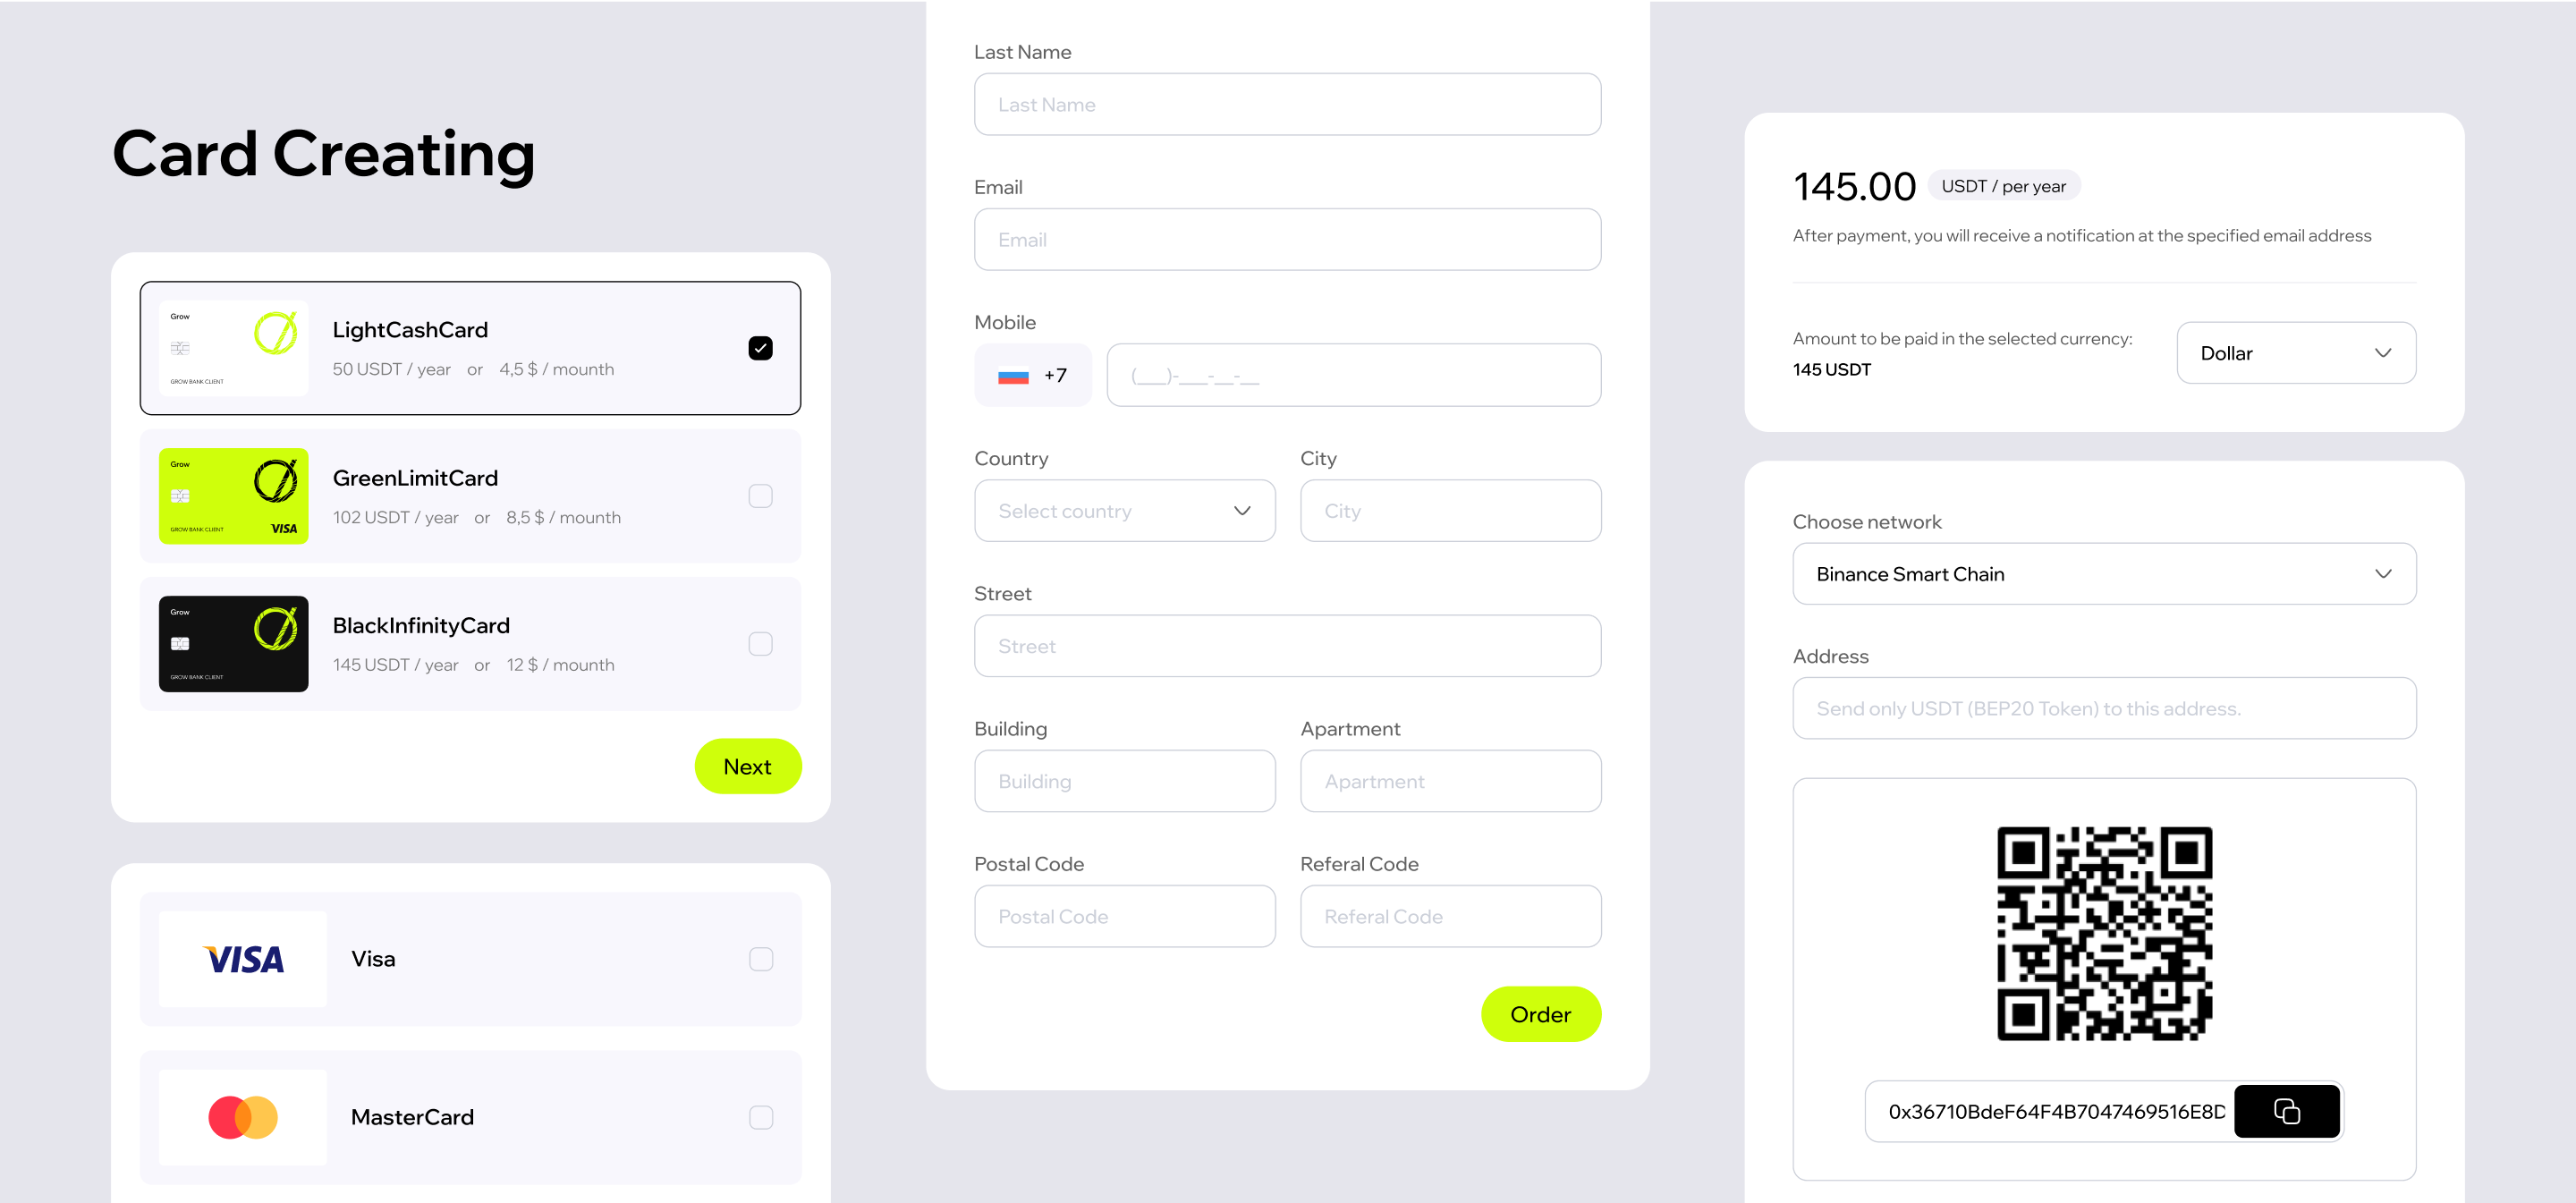 Card Creating
Grow
GROW BANK CLIENT
LightCashCard
50 USDT / year or 4,5 $ / mounth
Grow
GROW BANK CLIENT
VISA
GreenLimitCard
102 USDT / year or 8,5 $ / mounth
Grow
GROW BANK CLIENT
BlackInfinityCard
145 USDT / year or 12 $ / mounth
Next
VISA
Visa
MasterCard
Last Name
Last Name
Email
Email
Mobile
+7
(___)-___-__-__
Country
City
Select country
City
Street
Street
Building
Apartment
Building
Apartment
Postal Code
Referal Code
Postal Code
Referal Code
Order
145.00
USDT / per year
After payment, you will receive a notification at the specified email address
Amount to be paid in the selected currency:
145 USDT
Dollar
Choose network
Binance Smart Chain
Address
Send only USDT (BEP20 Token) to this address.
0x36710BdeF64F4B7047469516E8D